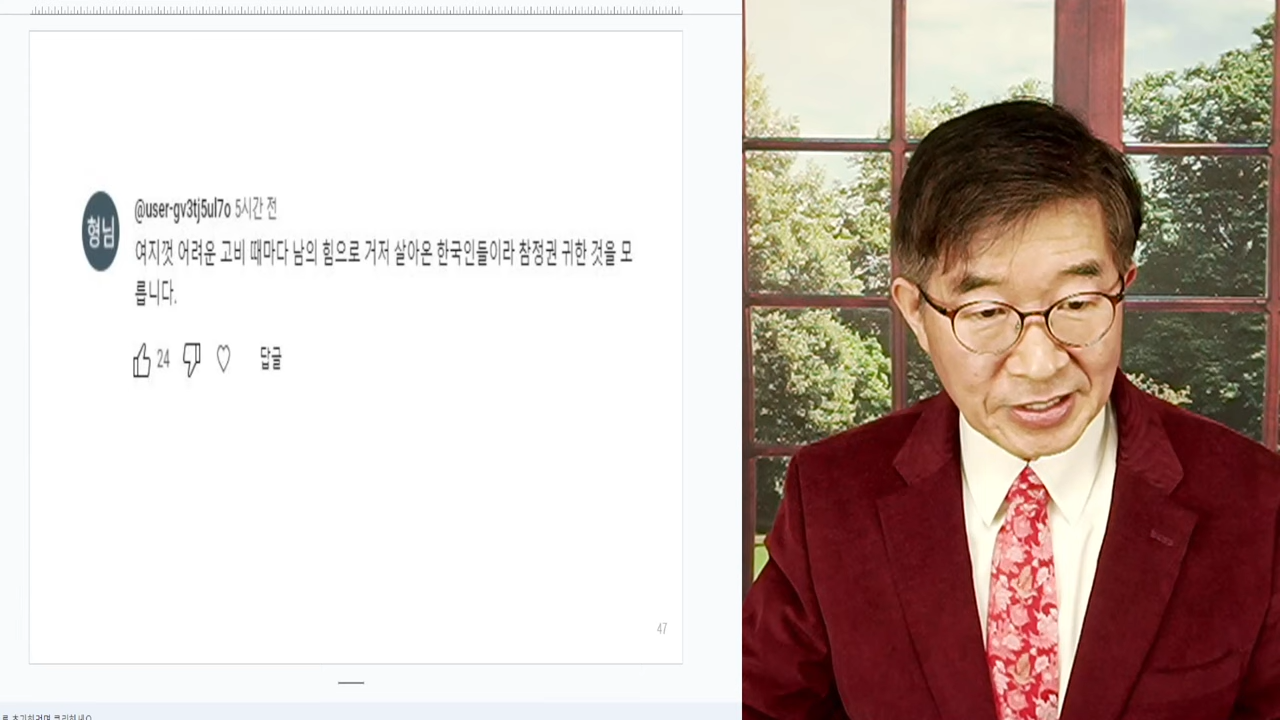 형님
@user-gv3tj5ul7o 5시간 전
여지껏 어려운 고비 때마다 남의 힘으로 거저 살아온 한국인들이라 참정권 귀한 것을 모
릅니다.
24
답글
47